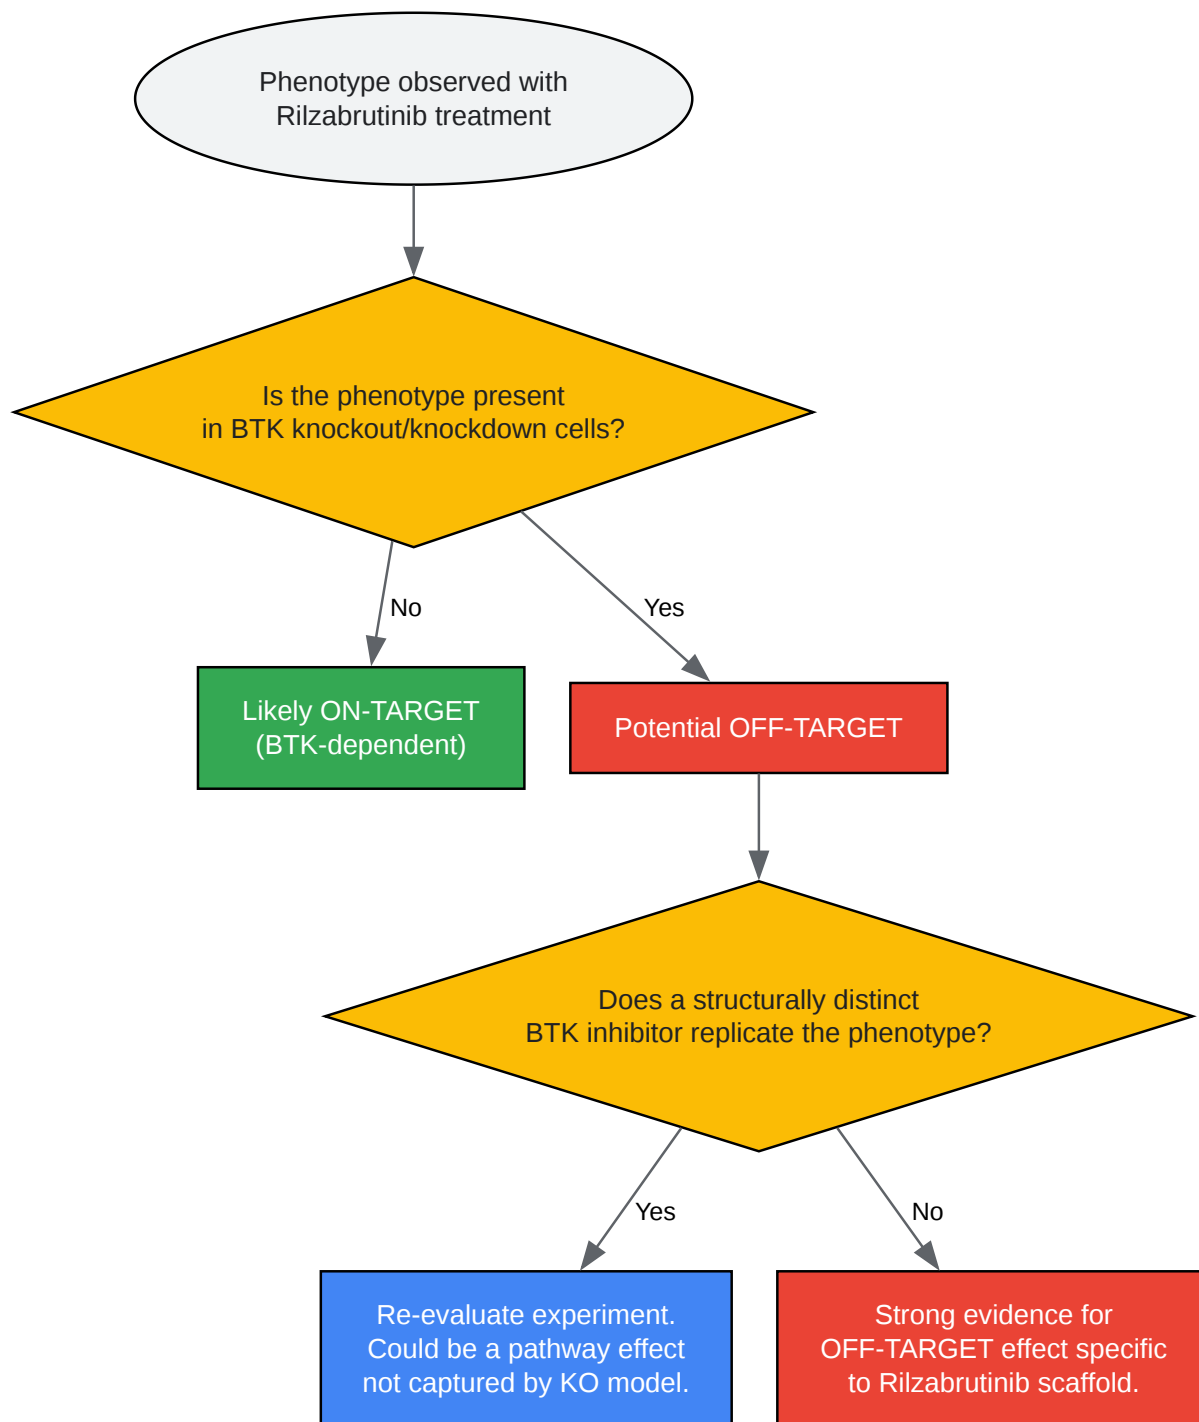 Phenotype observed with
Rilzabrutinib treatment
Is the phenotype present
in BTK knockout/knockdown cells?
No
Yes
Likely ON-TARGET
(BTK-dependent)
Potential OFF-TARGET
Does a structurally distinct
BTK inhibitor replicate the phenotype?
Yes
No
Re-evaluate experiment.
Could be a pathway effect
not captured by KO model.
Strong evidence for
OFF-TARGET effect specific
to Rilzabrutinib scaffold.